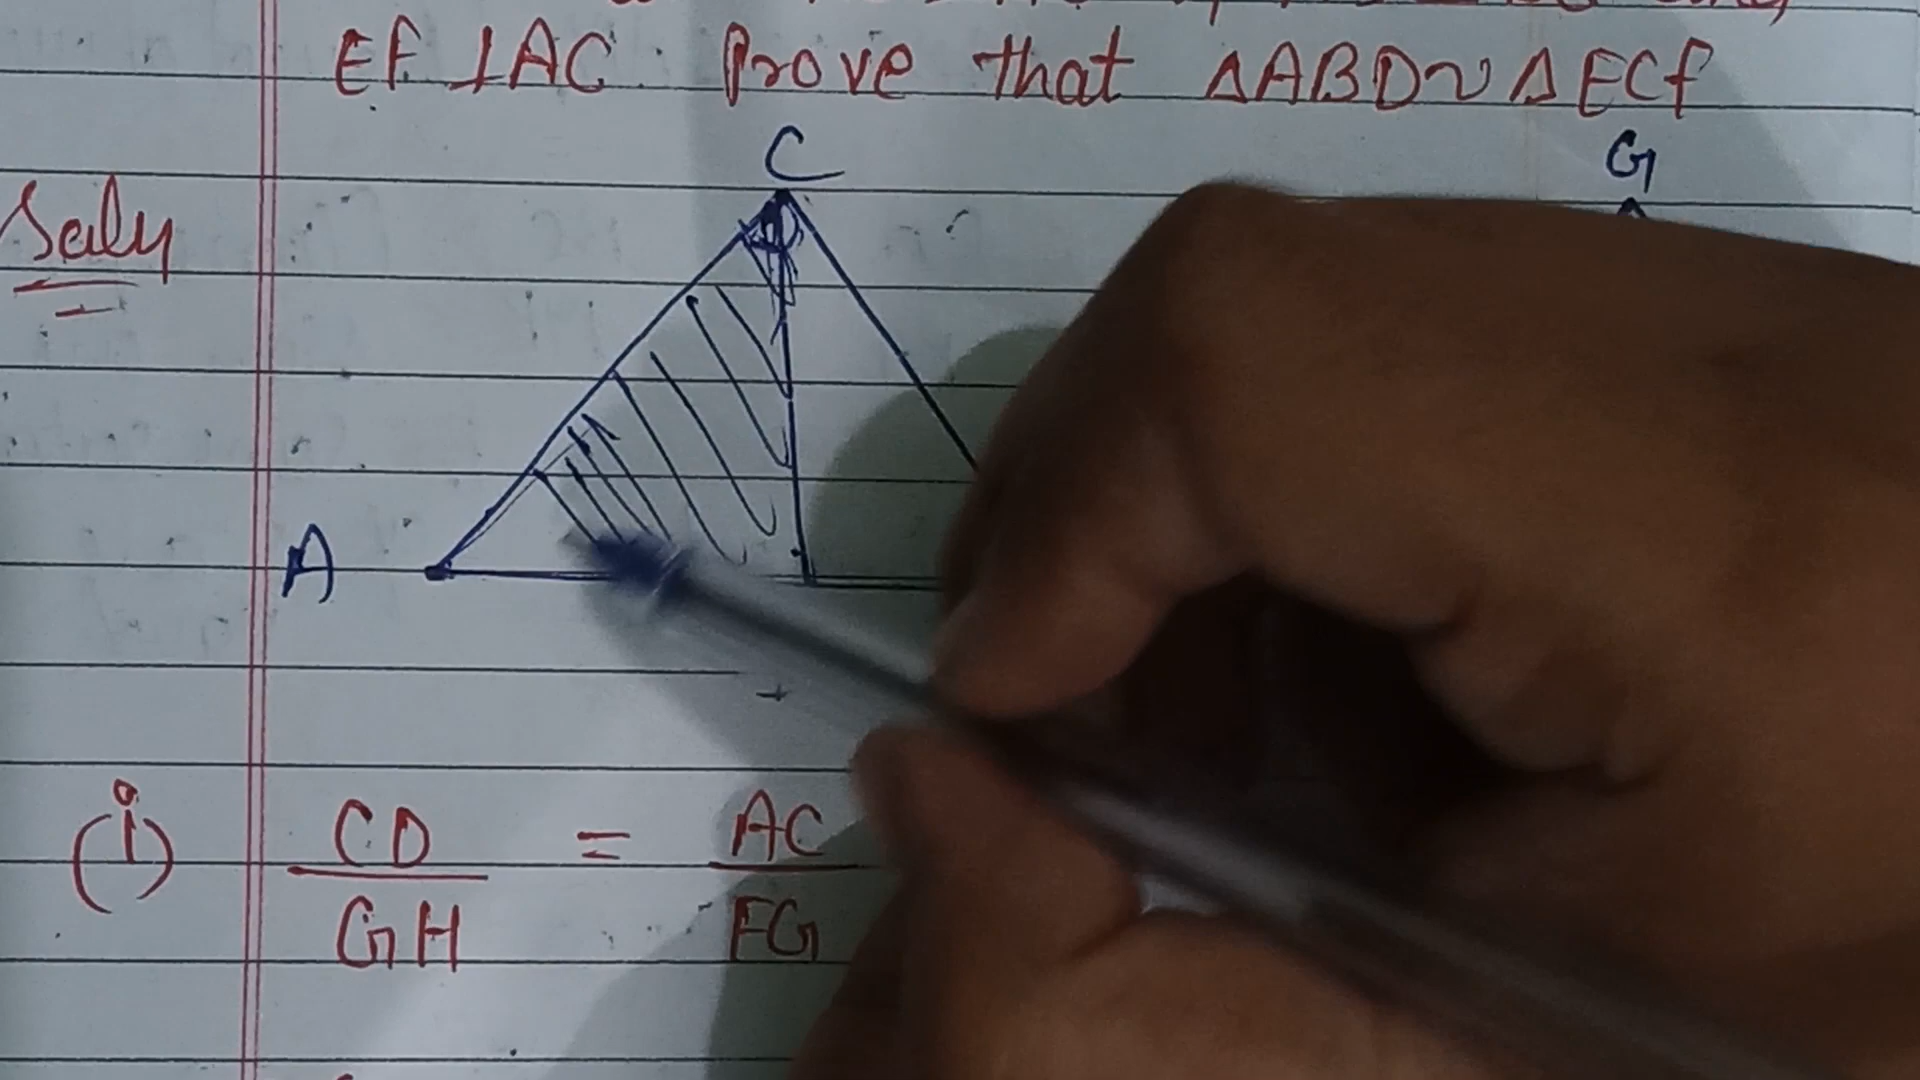 EF ⊥ AC. Prove that ΔABD ~ ΔECF
C
G
Soln
A
(i) CD/GH = AC/FG